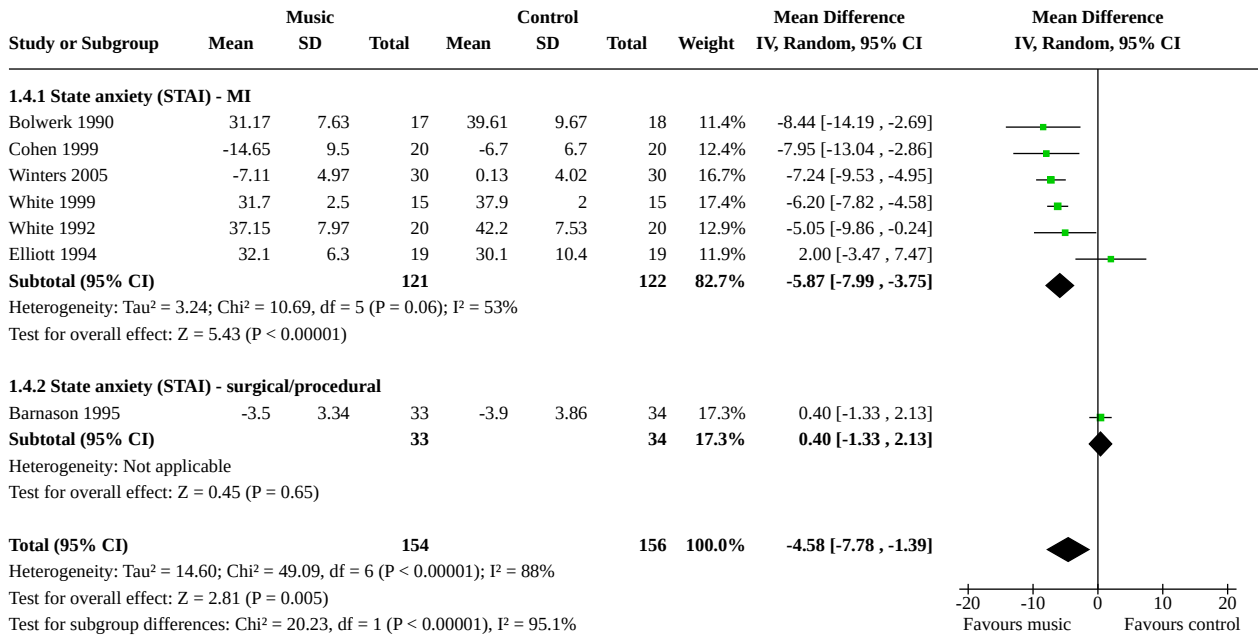 Music Control Mean Difference Mean Difference
Study or Subgroup Mean SD Total Mean SD Total Weight IV, Random, 95% CI IV, Random, 95% CI
1.4.1 State anxiety (STAI) - MI
Bolwerk 1990 31.17 7.63 17 39.61 9.67 18 11.4% -8.44 [-14.19 , -2.69]
Cohen 1999 -14.65 9.5 20 -6.7 6.7 20 12.4% -7.95 [-13.04 , -2.86]
Winters 2005 -7.11 4.97 30 0.13 4.02 30 16.7% -7.24 [-9.53 , -4.95]
White 1999 31.7 2.5 15 37.9 2 15 17.4% -6.20 [-7.82 , -4.58]
White 1992 37.15 7.97 20 42.2 7.53 20 12.9% -5.05 [-9.86 , -0.24]
Elliott 1994 32.1 6.3 19 30.1 10.4 19 11.9% 2.00 [-3.47 , 7.47]
Subtotal (95% CI) 121 122 82.7% -5.87 [-7.99 , -3.75]
Heterogeneity: Tau² = 3.24; Chi² = 10.69, df = 5 (P = 0.06); I² = 53%
Test for overall effect: Z = 5.43 (P < 0.00001)
1.4.2 State anxiety (STAI) - surgical/procedural
Barnason 1995 -3.5 3.34 33 -3.9 3.86 34 17.3% 0.40 [-1.33 , 2.13]
Subtotal (95% CI) 33 34 17.3% 0.40 [-1.33 , 2.13]
Heterogeneity: Not applicable
Test for overall effect: Z = 0.45 (P = 0.65)
Total (95% CI) 154 156 100.0% -4.58 [-7.78 , -1.39]
Heterogeneity: Tau² = 14.60; Chi² = 49.09, df = 6 (P < 0.00001); I² = 88%
Test for overall effect: Z = 2.81 (P = 0.005)
Test for subgroup differences: Chi² = 20.23, df = 1 (P < 0.00001), I² = 95.1%
-20 -10 0 10 20
Favours music Favours control